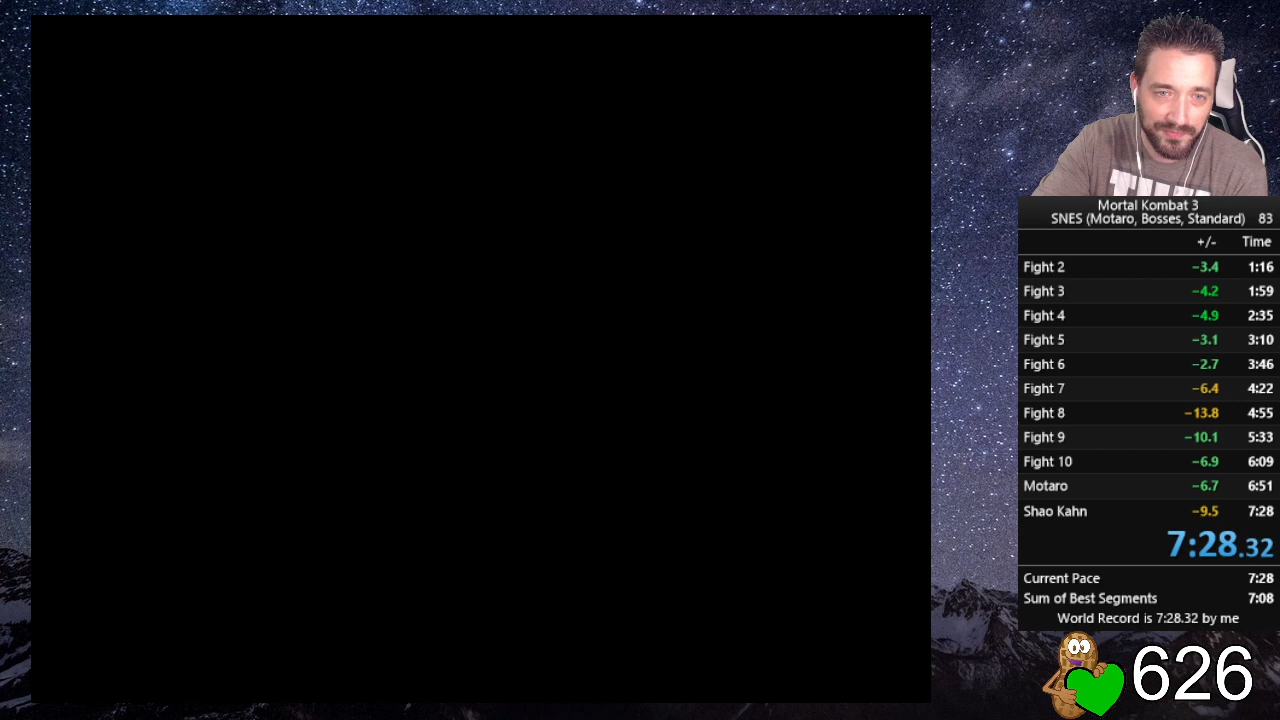 Mortal Kombat 3
SNES (Motaro, Bosses, Standard) 83
+/- Time
Fight 2 −3.4 1:16
Fight 3 −4.2 1:59
Fight 4 −4.9 2:35
Fight 5 −3.1 3:10
Fight 6 −2.7 3:46
Fight 7 −6.4 4:22
Fight 8 −13.8 4:55
Fight 9 −10.1 5:33
Fight 10 −6.9 6:09
Motaro −6.7 6:51
Shao Kahn −9.5 7:28
7:28.32
Current Pace 7:28
Sum of Best Segments 7:08
World Record is 7:28.32 by me
626